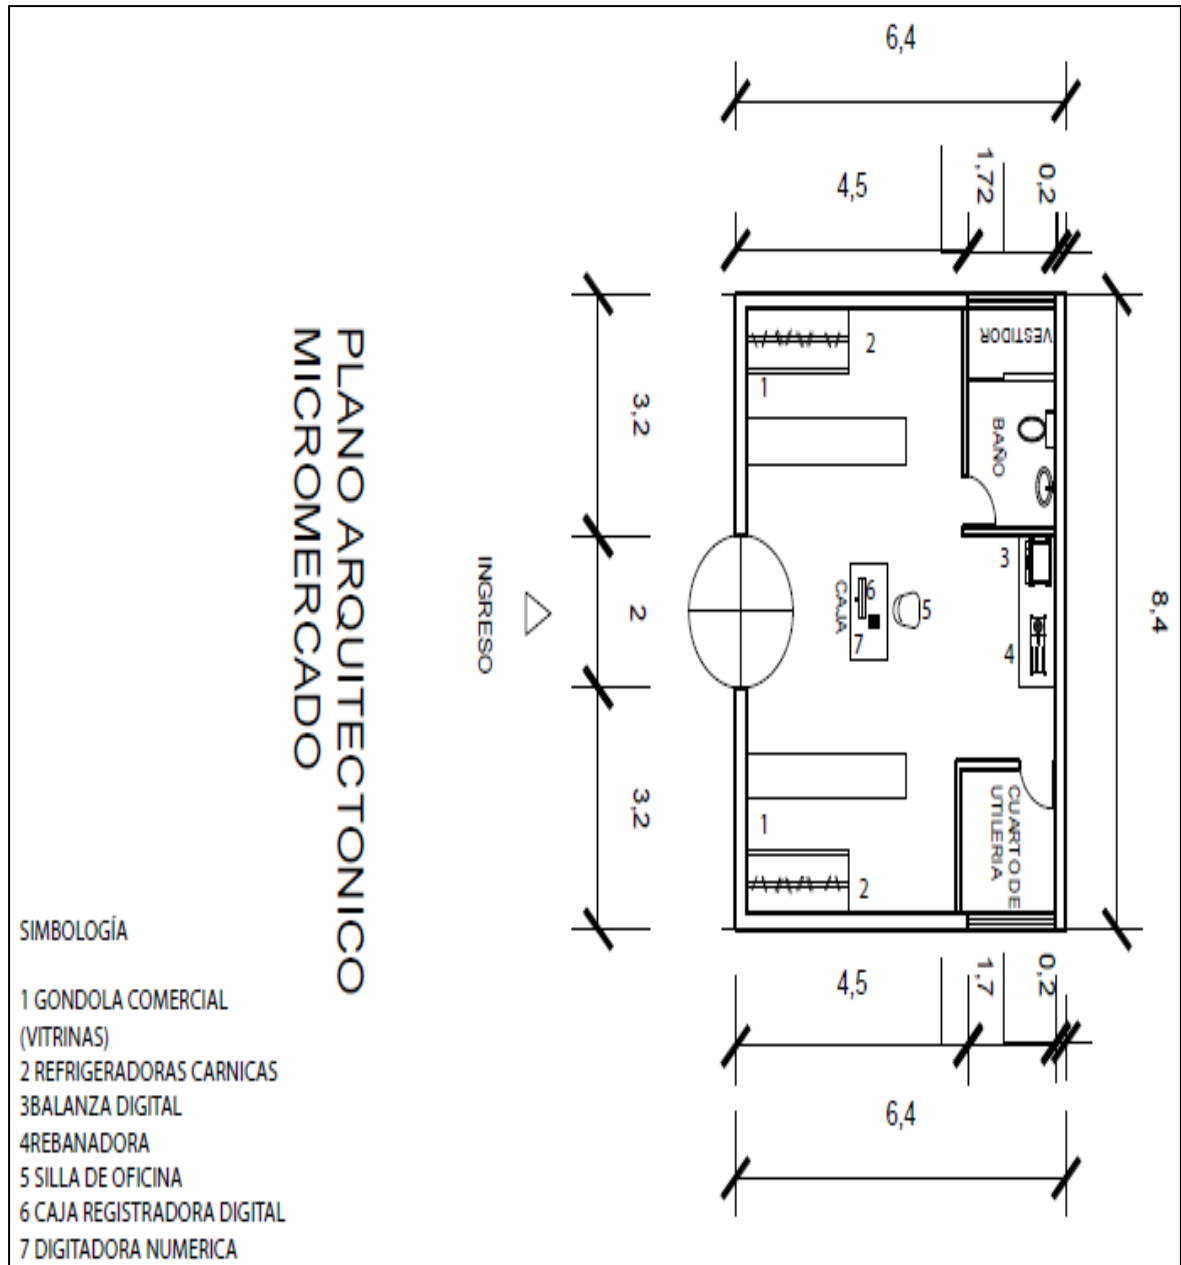 6,4
4,5
1,72
0,2
3,2
2
3,2
8,4
PLANO ARQUITECTONICO
MICROMERCADO
INGRESO
VESTIDOR
BAÑO
CAJA
CUARTO DE
UTILERIA
2
1
3
6
5
7
4
1
2
4,5
1,7
0,2
6,4
SIMBOLOGÍA
1 GONDOLA COMERCIAL
(VITRINAS)
2 REFRIGERADORAS CARNICAS
3BALANZA DIGITAL
4REBANADORA
5 SILLA DE OFICINA
6 CAJA REGISTRADORA DIGITAL
7 DIGITADORA NUMERICA